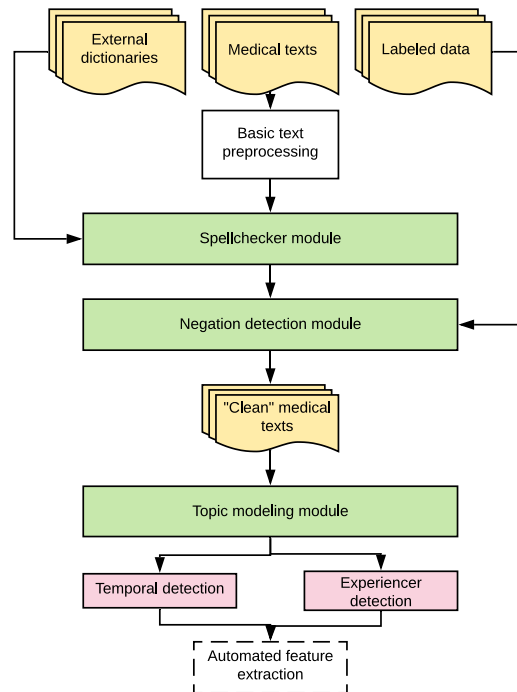 External
dictionaries
Medical texts
Labeled data
Basic text
preprocessing
Spellchecker module
Negation detection module
"Clean" medical
texts
Topic modeling module
Temporal detection
Experiencer
detection
Automated feature
extraction